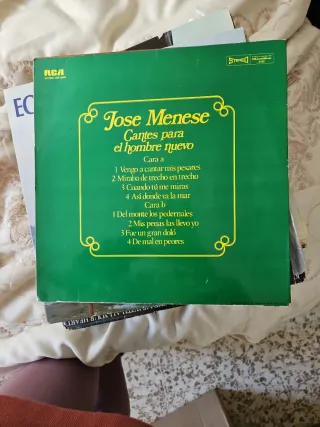 RCA
STEREO
Jose Menese
Cantes para
el hombre nuevo
Cara a
1 Vengo a cantar mis pesares
2 Miraba de trecho en trecho
3 Cuando tú me miras
4 Así donde va la mar
Cara b
1 Del monte los pedernales
2 Mis penas las llevo yo
3 Fue un gran doló
4 De mal en peores
EC